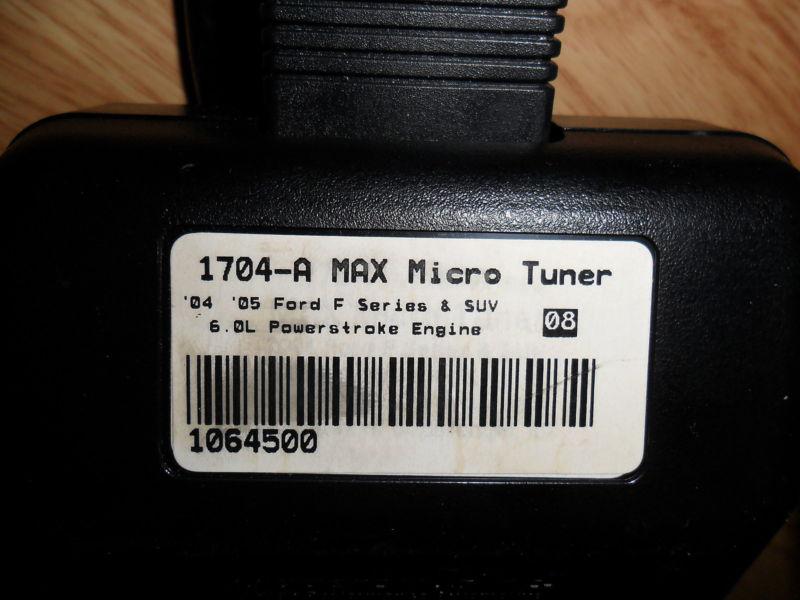 1704-A MAX Micro Tuner
'04 '05 Ford F Series & SUV
6.0L Powerstroke Engine
08
1064500